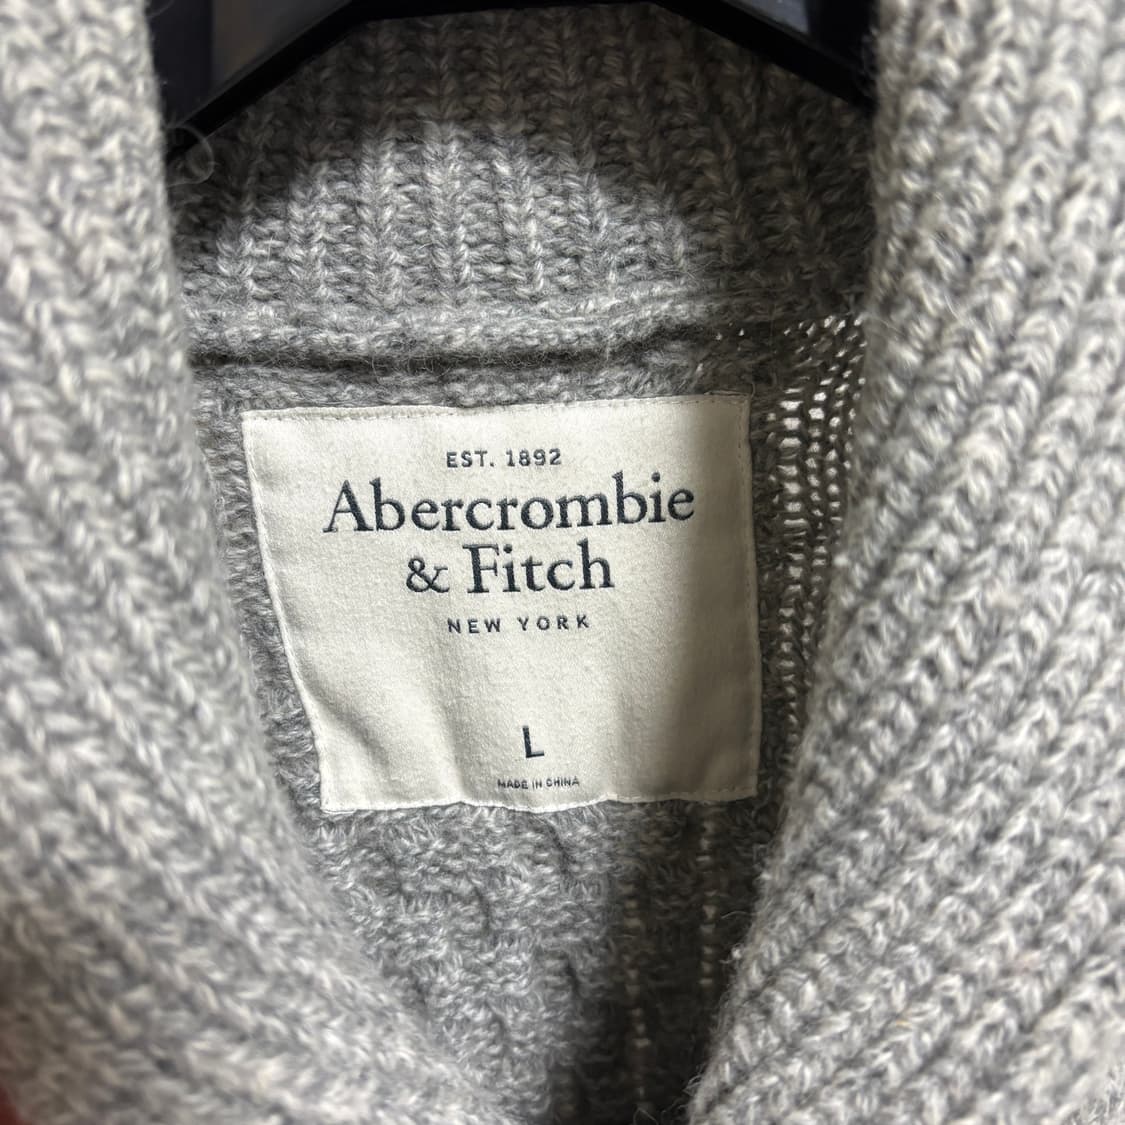 EST. 1892
Abercrombie
& Fitch
NEW YORK
L
MADE IN CHINA